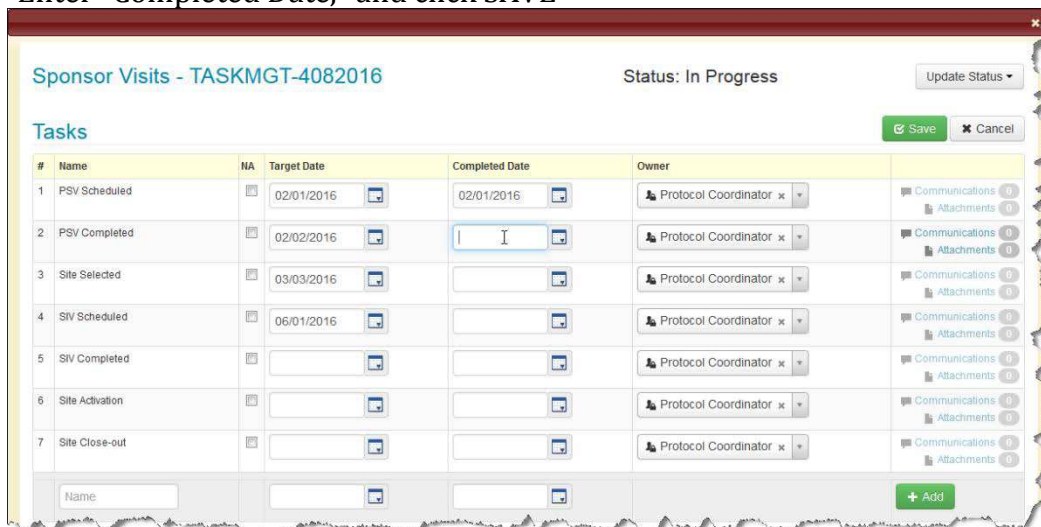 Enter "Completed Date," and click SAVE
Sponsor Visits - TASKMGT-4082016 Status: In Progress Update Status
Tasks Save Cancel
# Name NA Target Date Completed Date Owner
1 PSV Scheduled 02/01/2016 02/01/2016 Protocol Coordinator x Communications 0
Attachments 0
2 PSV Completed 02/02/2016 Protocol Coordinator x Communications 0
Attachments 0
3 Site Selected 03/03/2016 Protocol Coordinator x Communications 0
Attachments 0
4 SIV Scheduled 06/01/2016 Protocol Coordinator x Communications 0
Attachments 0
5 SIV Completed Protocol Coordinator x Communications 0
Attachments 0
6 Site Activation Protocol Coordinator x Communications 0
Attachments 0
7 Site Close-out Protocol Coordinator x Communications 0
Attachments 0
Name + Add